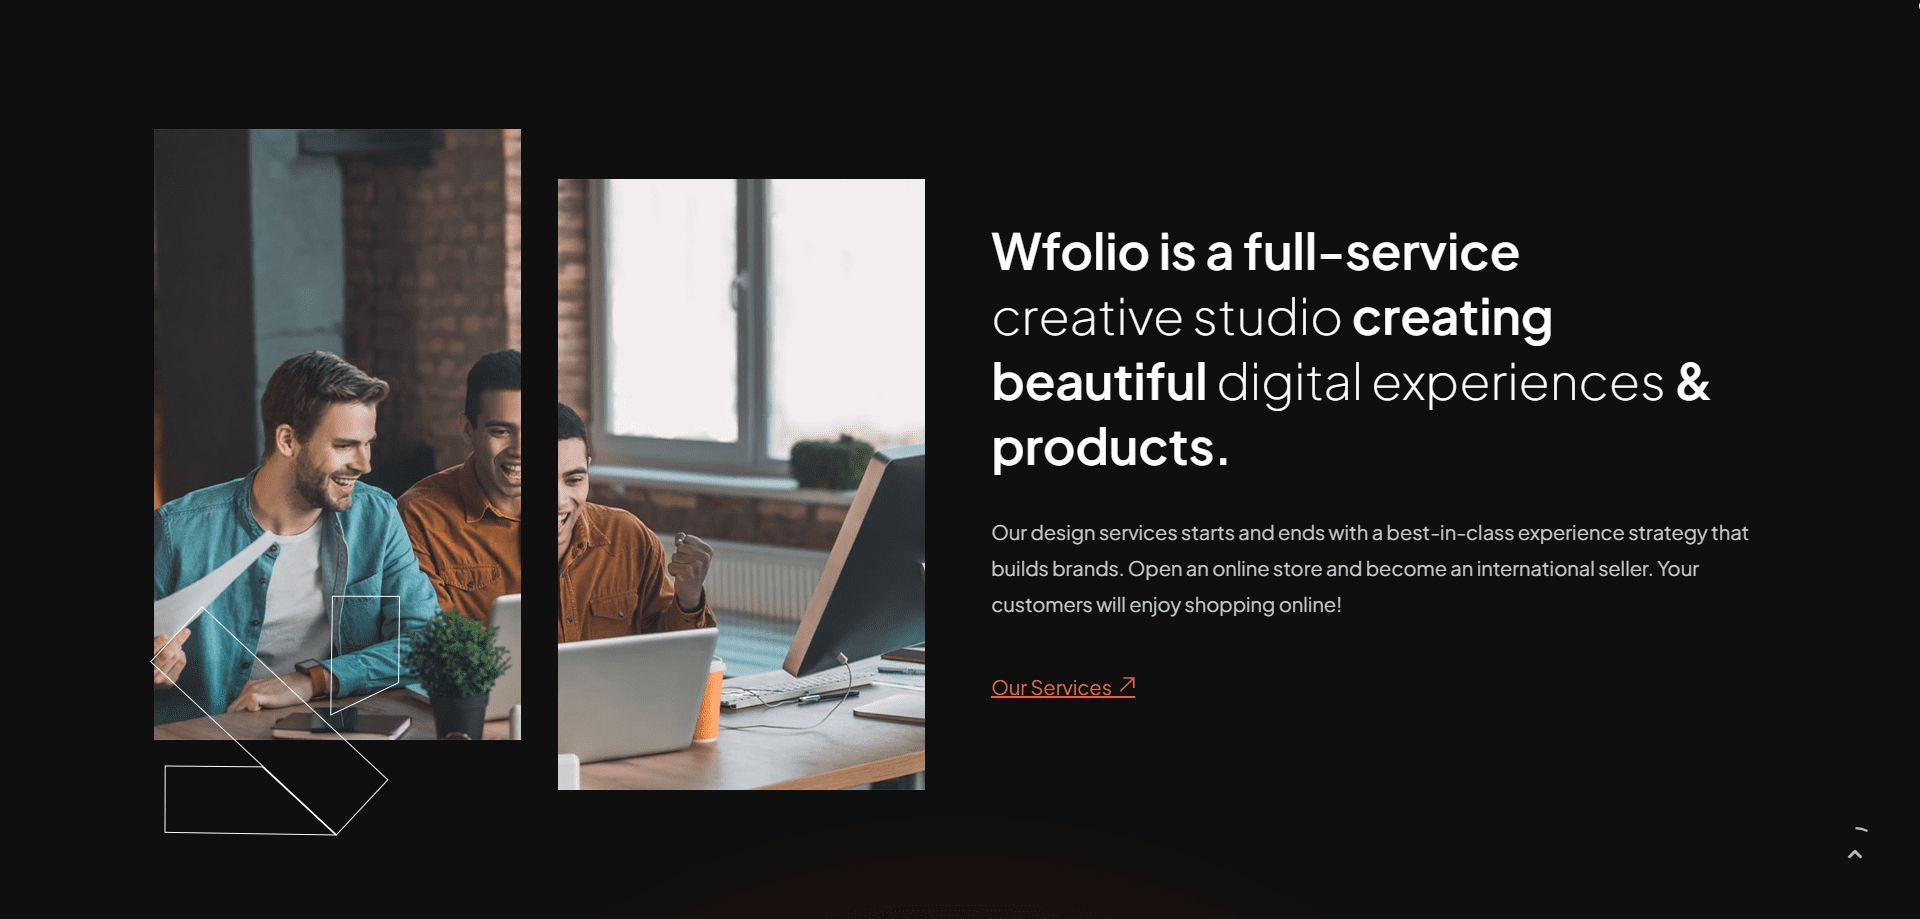 Wfolio is a full-service
creative studio creating
beautiful digital experiences &
products.
Our design services starts and ends with a best-in-class experience strategy that
builds brands. Open an online store and become an international seller. Your
customers will enjoy shopping online!
Our Services